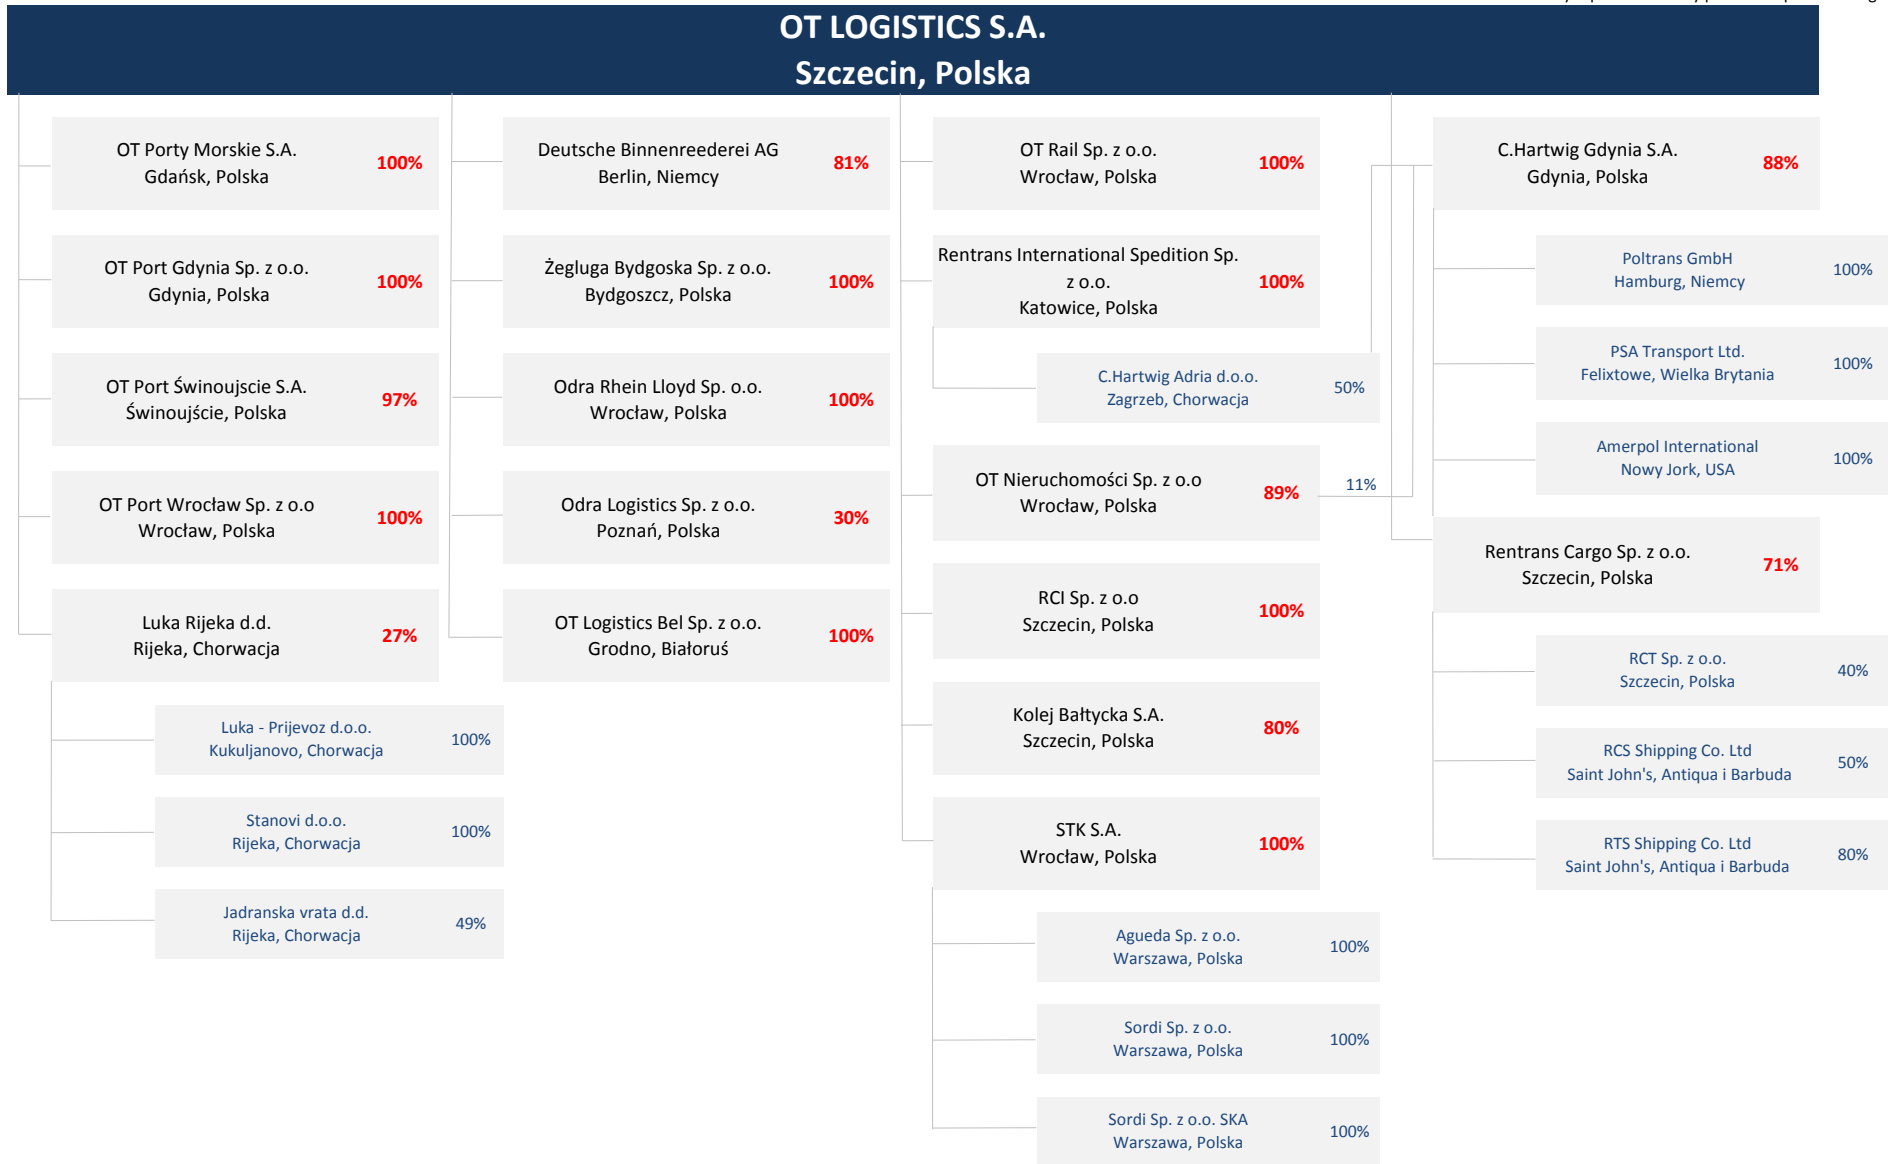 OT LOGISTICS S.A.
Szczecin, Polska
OT Porty Morskie S.A.
Gdańsk, Polska
100%
OT Port Gdynia Sp. z o.o.
Gdynia, Polska
100%
OT Port Świnoujscie S.A.
Świnoujście, Polska
97%
OT Port Wrocław Sp. z o.o
Wrocław, Polska
100%
Luka Rijeka d.d.
Rijeka, Chorwacja
27%
Luka - Prijevoz d.o.o.
Kukuljanovo, Chorwacja
100%
Stanovi d.o.o.
Rijeka, Chorwacja
100%
Jadranska vrata d.d.
Rijeka, Chorwacja
49%
Deutsche Binnenreederei AG
Berlin, Niemcy
81%
Żegluga Bydgoska Sp. z o.o.
Bydgoszcz, Polska
100%
Odra Rhein Lloyd Sp. o.o.
Wrocław, Polska
100%
Odra Logistics Sp. z o.o.
Poznań, Polska
30%
OT Logistics Bel Sp. z o.o.
Grodno, Białoruś
100%
OT Rail Sp. z o.o.
Wrocław, Polska
100%
Rentrans International Spedition Sp.
z o.o.
Katowice, Polska
100%
C.Hartwig Adria d.o.o.
Zagrzeb, Chorwacja
50%
OT Nieruchomości Sp. z o.o
Wrocław, Polska
89%
11%
RCI Sp. z o.o
Szczecin, Polska
100%
Kolej Bałtycka S.A.
Szczecin, Polska
80%
STK S.A.
Wrocław, Polska
100%
Agueda Sp. z o.o.
Warszawa, Polska
100%
Sordi Sp. z o.o.
Warszawa, Polska
100%
Sordi Sp. z o.o. SKA
Warszawa, Polska
100%
C.Hartwig Gdynia S.A.
Gdynia, Polska
88%
Poltrans GmbH
Hamburg, Niemcy
100%
PSA Transport Ltd.
Felixtowe, Wielka Brytania
100%
Amerpol International
Nowy Jork, USA
100%
Rentrans Cargo Sp. z o.o.
Szczecin, Polska
71%
RCT Sp. z o.o.
Szczecin, Polska
40%
RCS Shipping Co. Ltd
Saint John's, Antiqua i Barbuda
50%
RTS Shipping Co. Ltd
Saint John's, Antiqua i Barbuda
80%